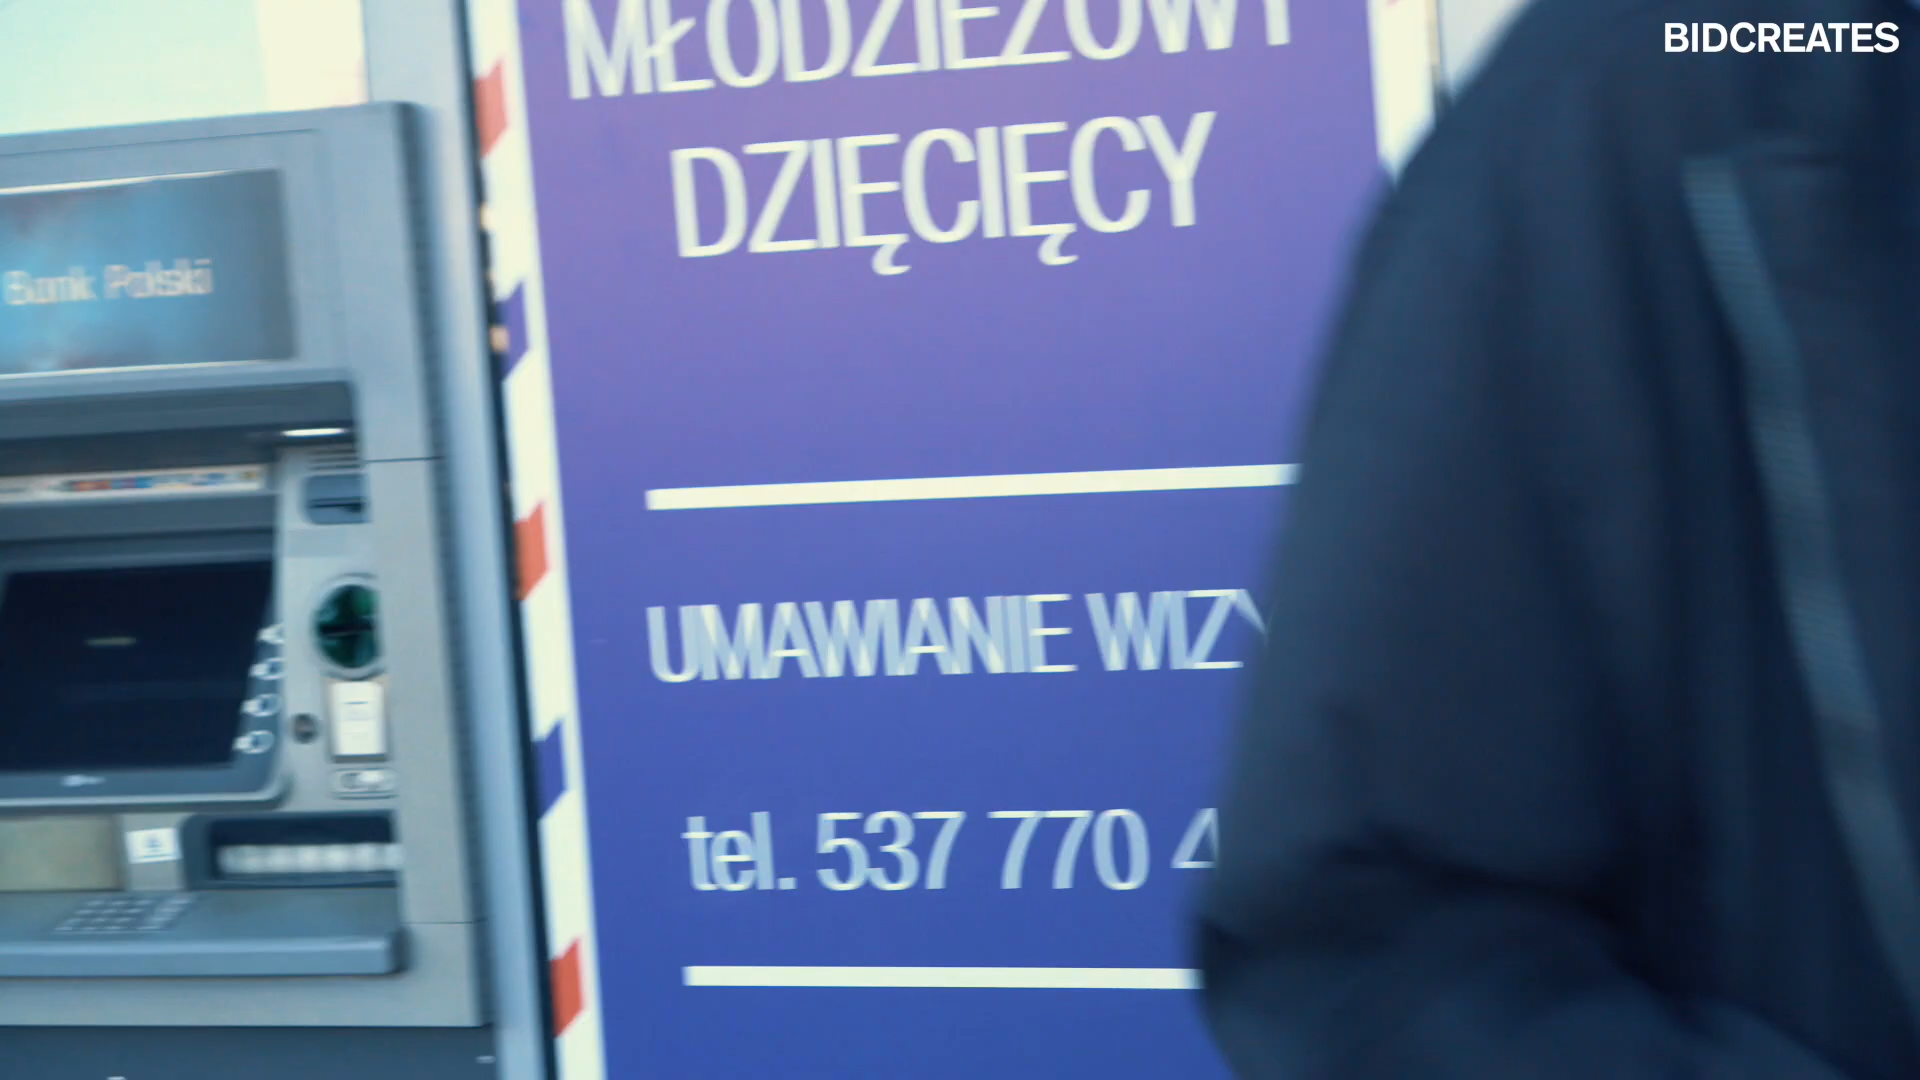 BIDCREATES
MŁODZIEŻOWY
DZIĘCIĘCY
Bank Polski
UMAWIANIE WIZY
tel. 537 770 4